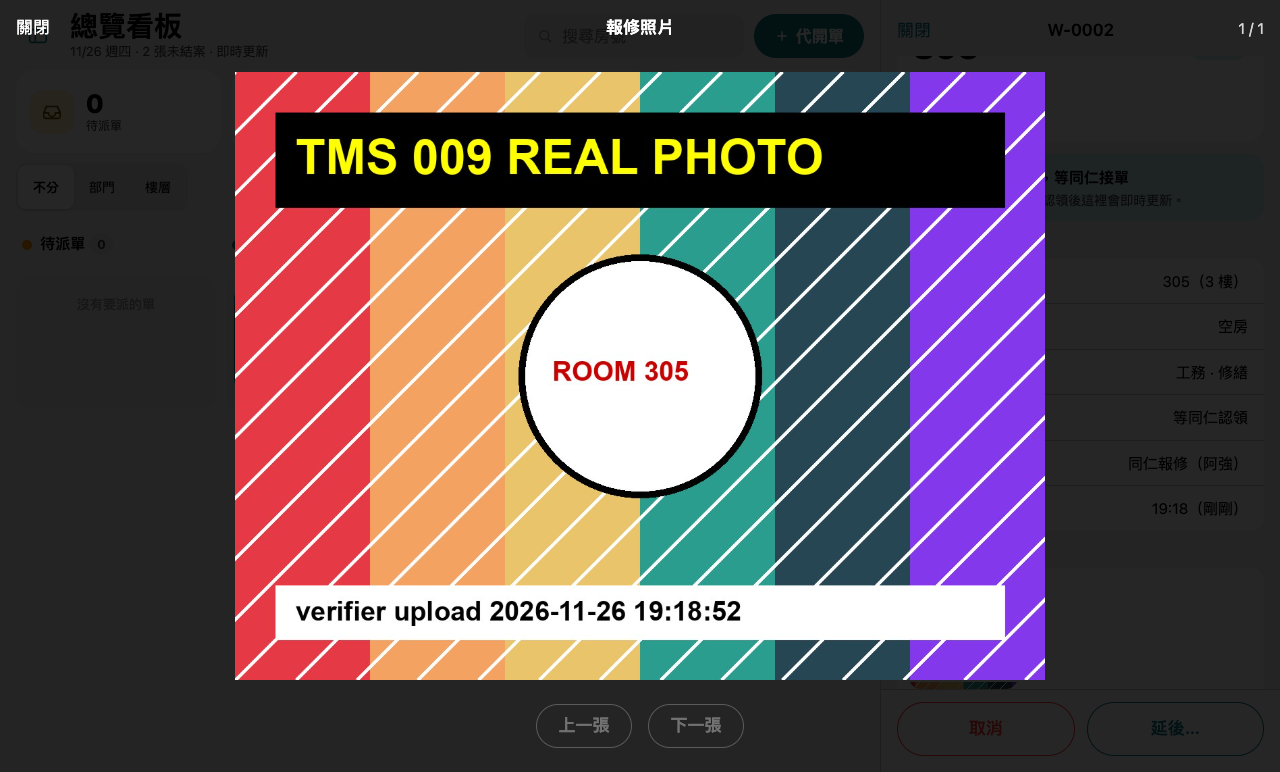 關閉
報修照片
1 / 1
總覽看板
11/26 週四 · 2 張未結案 · 即時更新
搜尋房號
＋ 代開單
關閉
W-0002
0
待派單
不分
部門
樓層
待派單 0
沒有要派的單
TMS 009 REAL PHOTO
ROOM 305
verifier upload 2026-11-26 19:18:52
等同仁接單
認領後這裡會即時更新。
305（3 樓）
空房
工務 · 修繕
等同仁認領
同仁報修（阿強）
19:18（剛剛）
上一張
下一張
取消
延後...